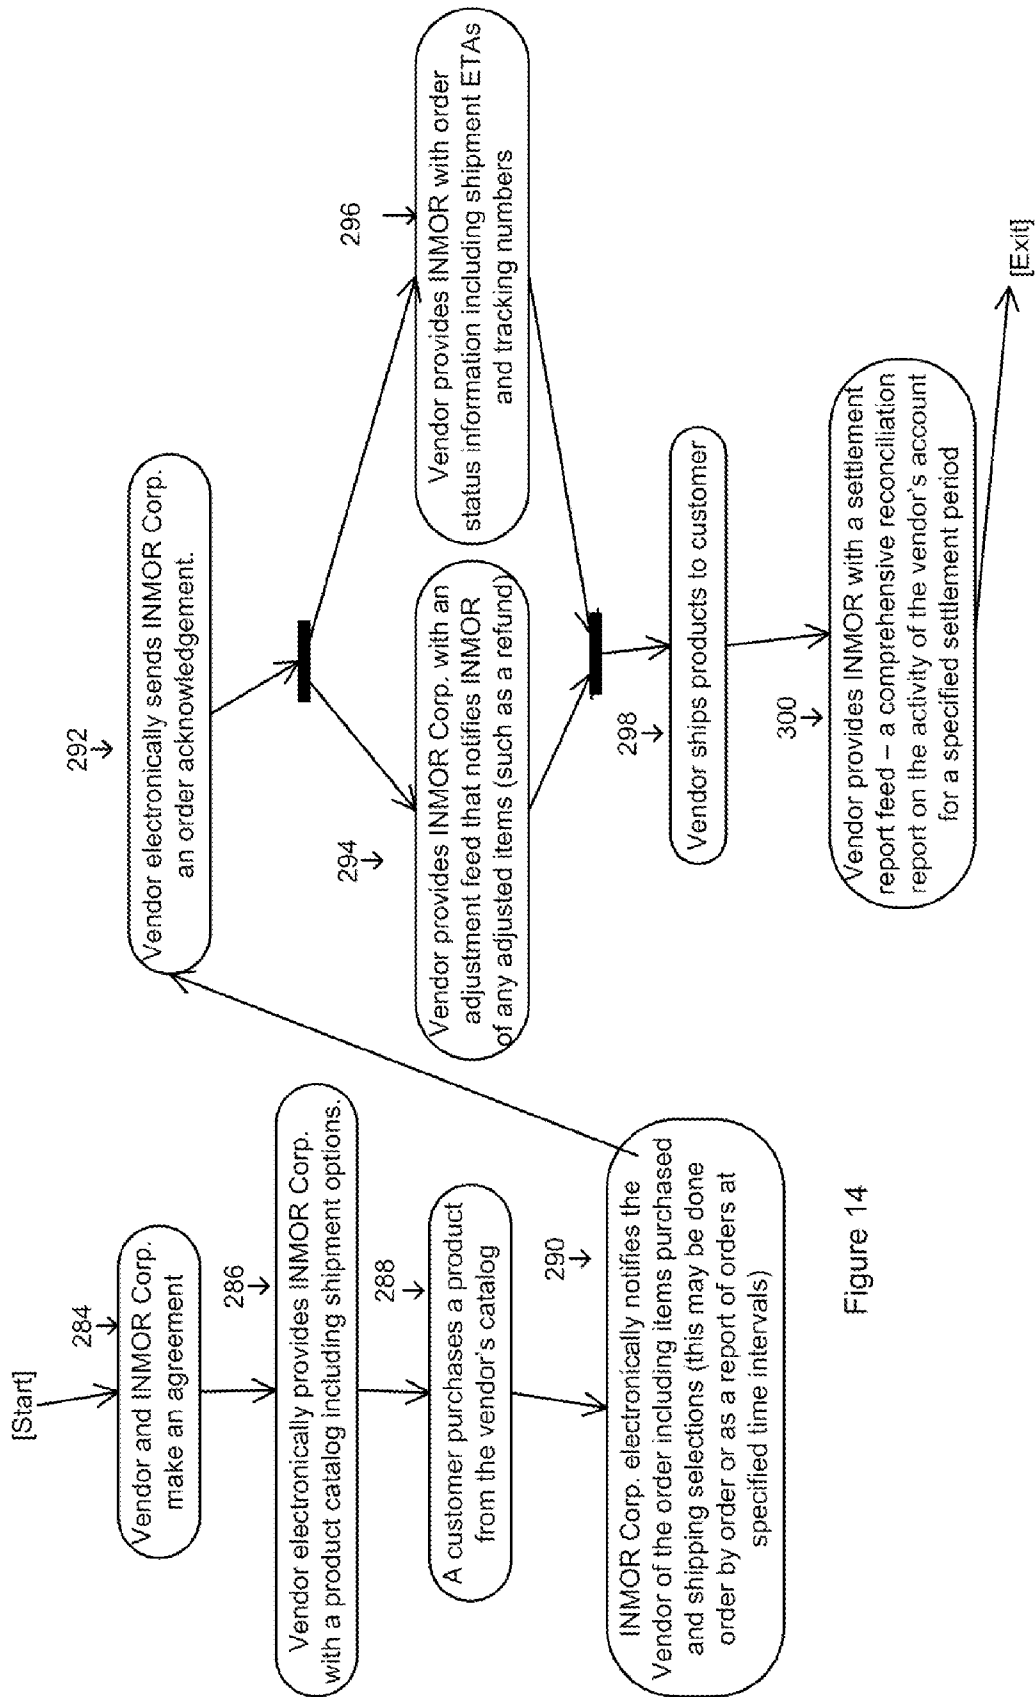 [Start]
284
Vendor and INMOR Corp.
make an agreement
286
Vendor electronically provides INMOR Corp.
with a product catalog including shipment options.
288
A customer purchases a product
from the vendor's catalog
290
INMOR Corp. electronically notifies the
Vendor of the order including items purchased
and shipping selections (this may be done
order by order or as a report of orders at
specified time intervals)
292
Vendor electronically sends INMOR Corp.
an order acknowledgement.
294
Vendor provides INMOR Corp. with an
adjustment feed that notifies INMOR
of any adjusted items (such as a refund)
296
Vendor provides INMOR with order
status information including shipment ETAs
and tracking numbers
298
Vendor ships products to customer
300
Vendor provides INMOR with a settlement
report feed – a comprehensive reconciliation
report on the activity of the vendor's account
for a specified settlement period
[Exit]
Figure 14